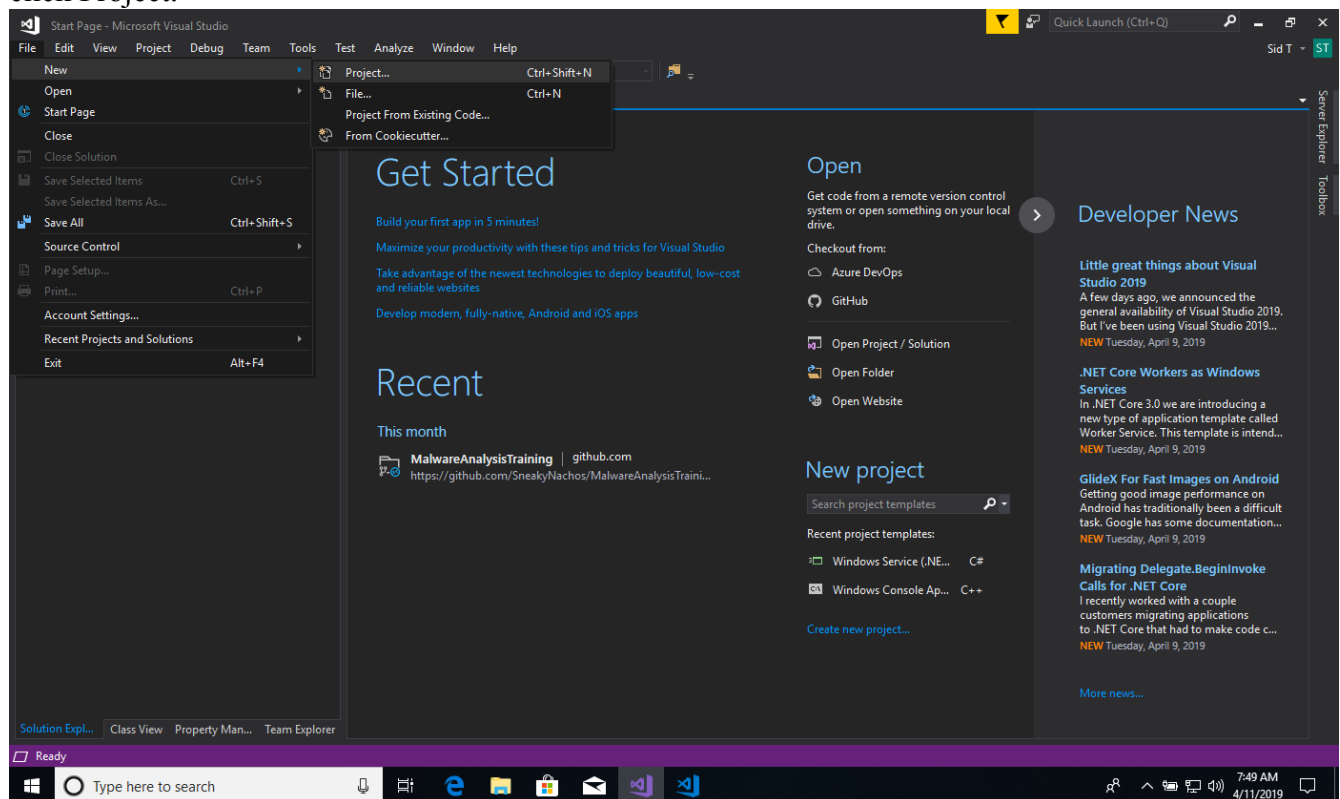 click Project.
Start Page - Microsoft Visual Studio
Quick Launch (Ctrl+Q)
File Edit View Project Debug Team Tools Test Analyze Window Help
Sid T ST
New
Open
Start Page
Close
Close Solution
Save Selected Items Ctrl+S
Save Selected Items As...
Save All Ctrl+Shift+S
Source Control
Page Setup...
Print... Ctrl+P
Account Settings...
Recent Projects and Solutions
Exit Alt+F4
Project... Ctrl+Shift+N
File... Ctrl+N
Project From Existing Code...
From Cookiecutter...
Get Started
Build your first app in 5 minutes!
Maximize your productivity with these tips and tricks for Visual Studio
Take advantage of the newest technologies to deploy beautiful, low-cost
and reliable websites
Develop modern, fully-native, Android and iOS apps
Recent
This month
MalwareAnalysisTraining | github.com
https://github.com/SneakyNachos/MalwareAnalysisTraini...
Open
Get code from a remote version control
system or open something on your local
drive.
Checkout from:
Azure DevOps
GitHub
Open Project / Solution
Open Folder
Open Website
New project
Search project templates
Recent project templates:
Windows Service (.NE... C#
Windows Console Ap... C++
Create new project...
Developer News
Little great things about Visual
Studio 2019
A few days ago, we announced the
general availability of Visual Studio 2019.
But I've been using Visual Studio 2019...
NEW Tuesday, April 9, 2019
.NET Core Workers as Windows
Services
In .NET Core 3.0 we are introducing a
new type of application template called
Worker Service. This template is intend...
NEW Tuesday, April 9, 2019
GlideX For Fast Images on Android
Getting good image performance on
Android has traditionally been a difficult
task. Google has some documentation...
NEW Tuesday, April 9, 2019
Migrating Delegate.BeginInvoke
Calls for .NET Core
I recently worked with a couple
customers migrating applications
to .NET Core that had to make code c...
NEW Tuesday, April 9, 2019
More news...
Server Explorer
Toolbox
Solution Expl... Class View Property Man... Team Explorer
Ready
Type here to search
7:49 AM
4/11/2019